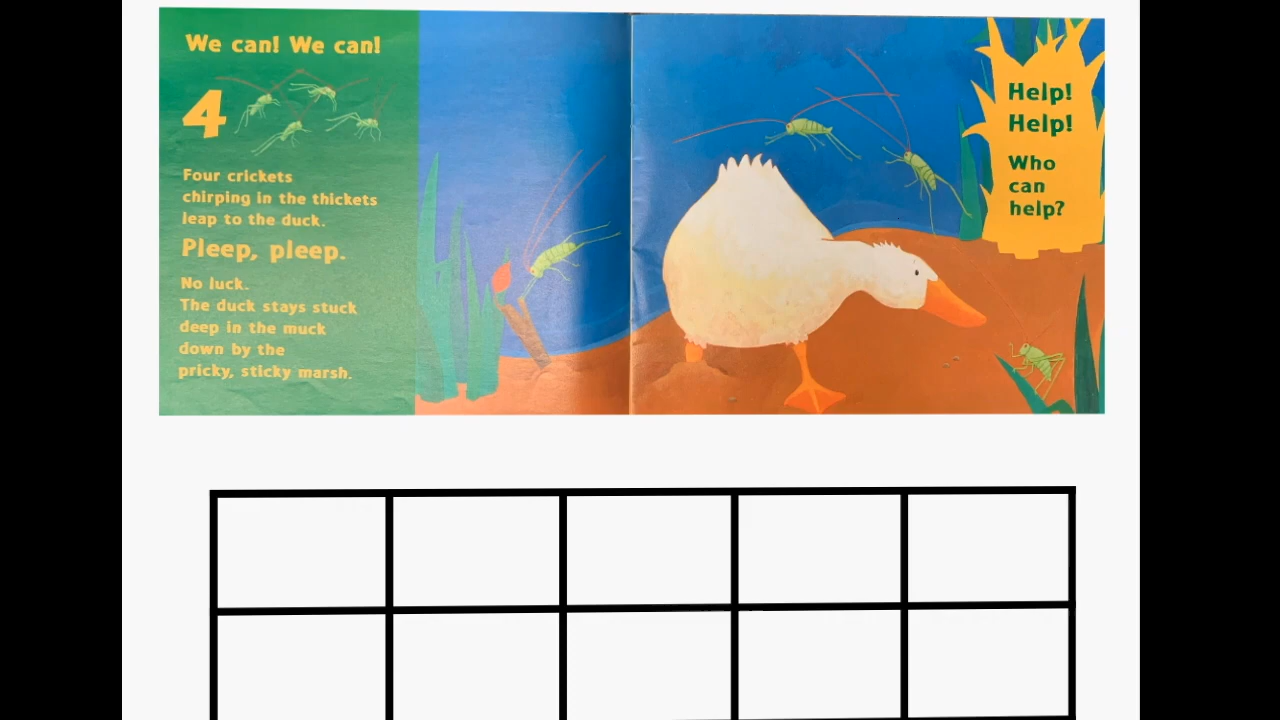 We can! We can!
4
Four crickets
chirping in the thickets
leap to the duck.
Pleep, pleep.
No luck.
The duck stays stuck
deep in the muck
down by the
pricky, sticky marsh.
Help!
Help!
Who
can
help?